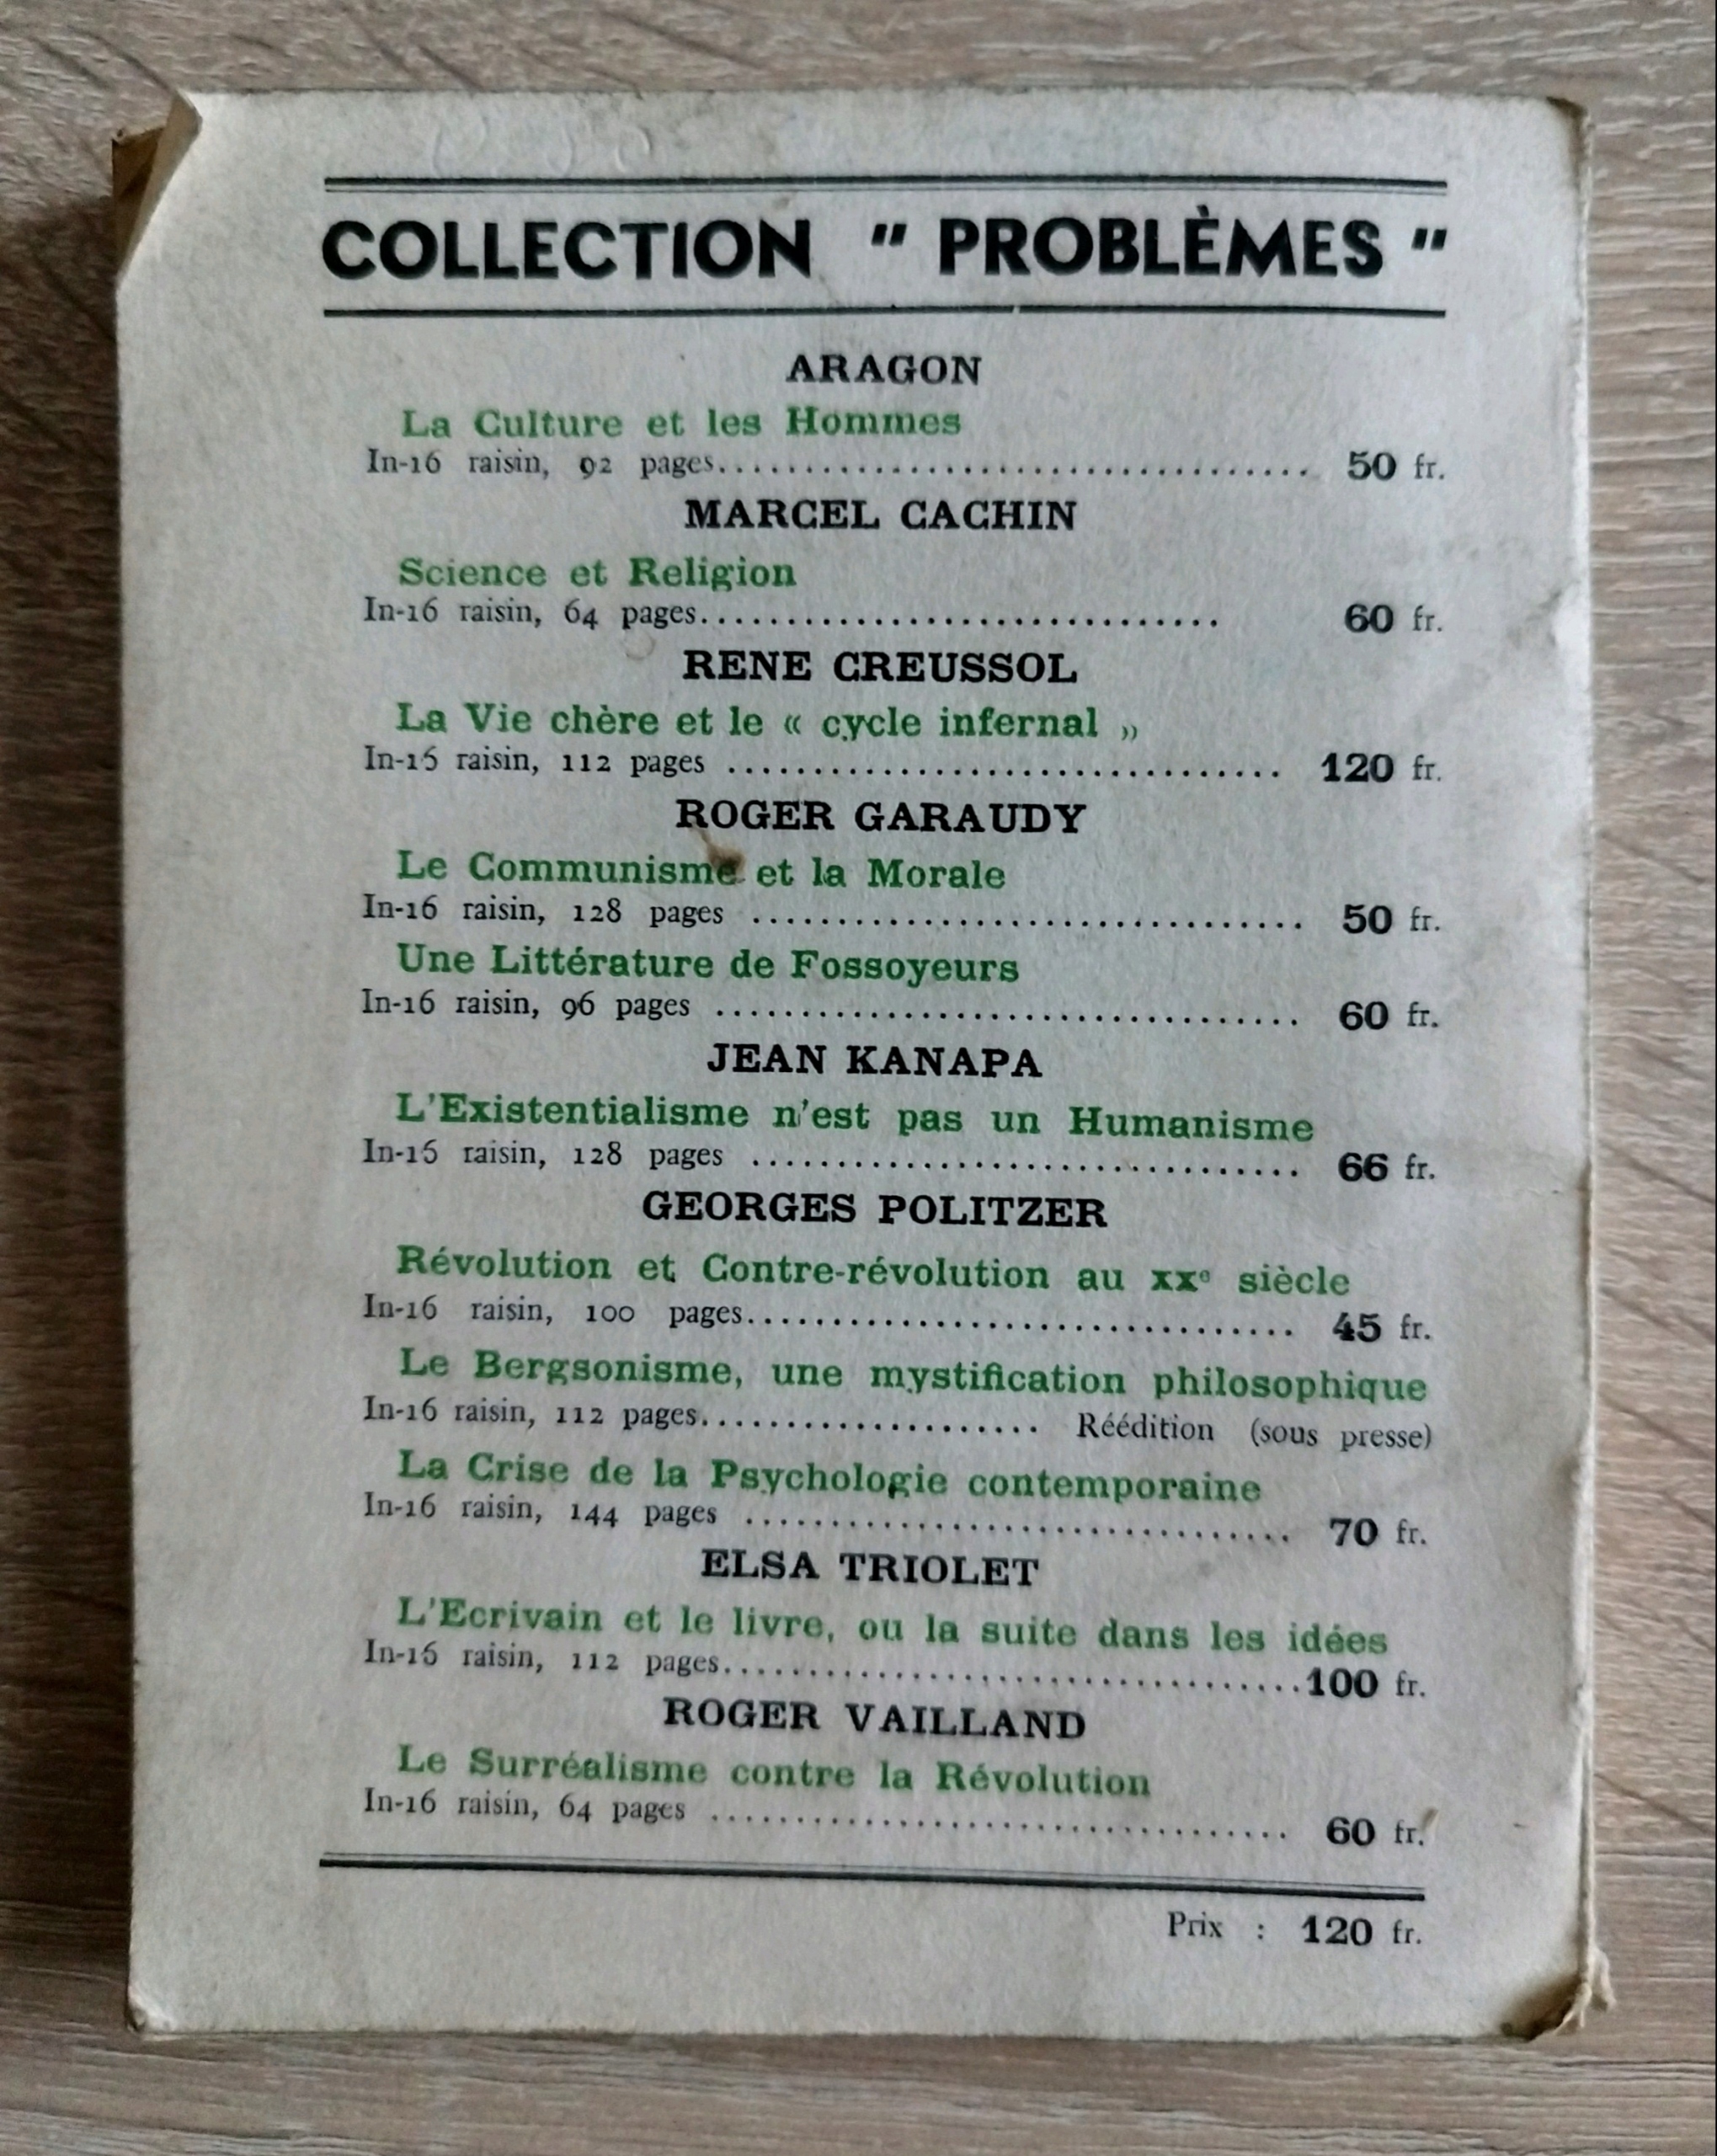 COLLECTION " PROBLÈMES "
ARAGON
La Culture et les Hommes
In-16 raisin, 92 pages.................................. 50 fr.
MARCEL CACHIN
Science et Religion
In-16 raisin, 64 pages............................... 60 fr.
RENE CREUSSOL
La Vie chère et le « cycle infernal »
In-16 raisin, 112 pages ................................. 120 fr.
ROGER GARAUDY
Le Communisme et la Morale
In-16 raisin, 128 pages ................................. 50 fr.
Une Littérature de Fossoyeurs
In-16 raisin, 96 pages .................................. 60 fr.
JEAN KANAPA
L'Existentialisme n'est pas un Humanisme
In-16 raisin, 128 pages ................................. 66 fr.
GEORGES POLITZER
Révolution et Contre-révolution au XXe siècle
In-16 raisin, 100 pages................................. 45 fr.
Le Bergsonisme, une mystification philosophique
In-16 raisin, 112 pages.................... Réédition (sous presse)
La Crise de la Psychologie contemporaine
In-16 raisin, 144 pages ................................ 70 fr.
ELSA TRIOLET
L'Ecrivain et le livre, ou la suite dans les idées
In-16 raisin, 112 pages..................................100 fr.
ROGER VAILLAND
Le Surréalisme contre la Révolution
In-16 raisin, 64 pages .................................. 60 fr.
Prix : 120 fr.